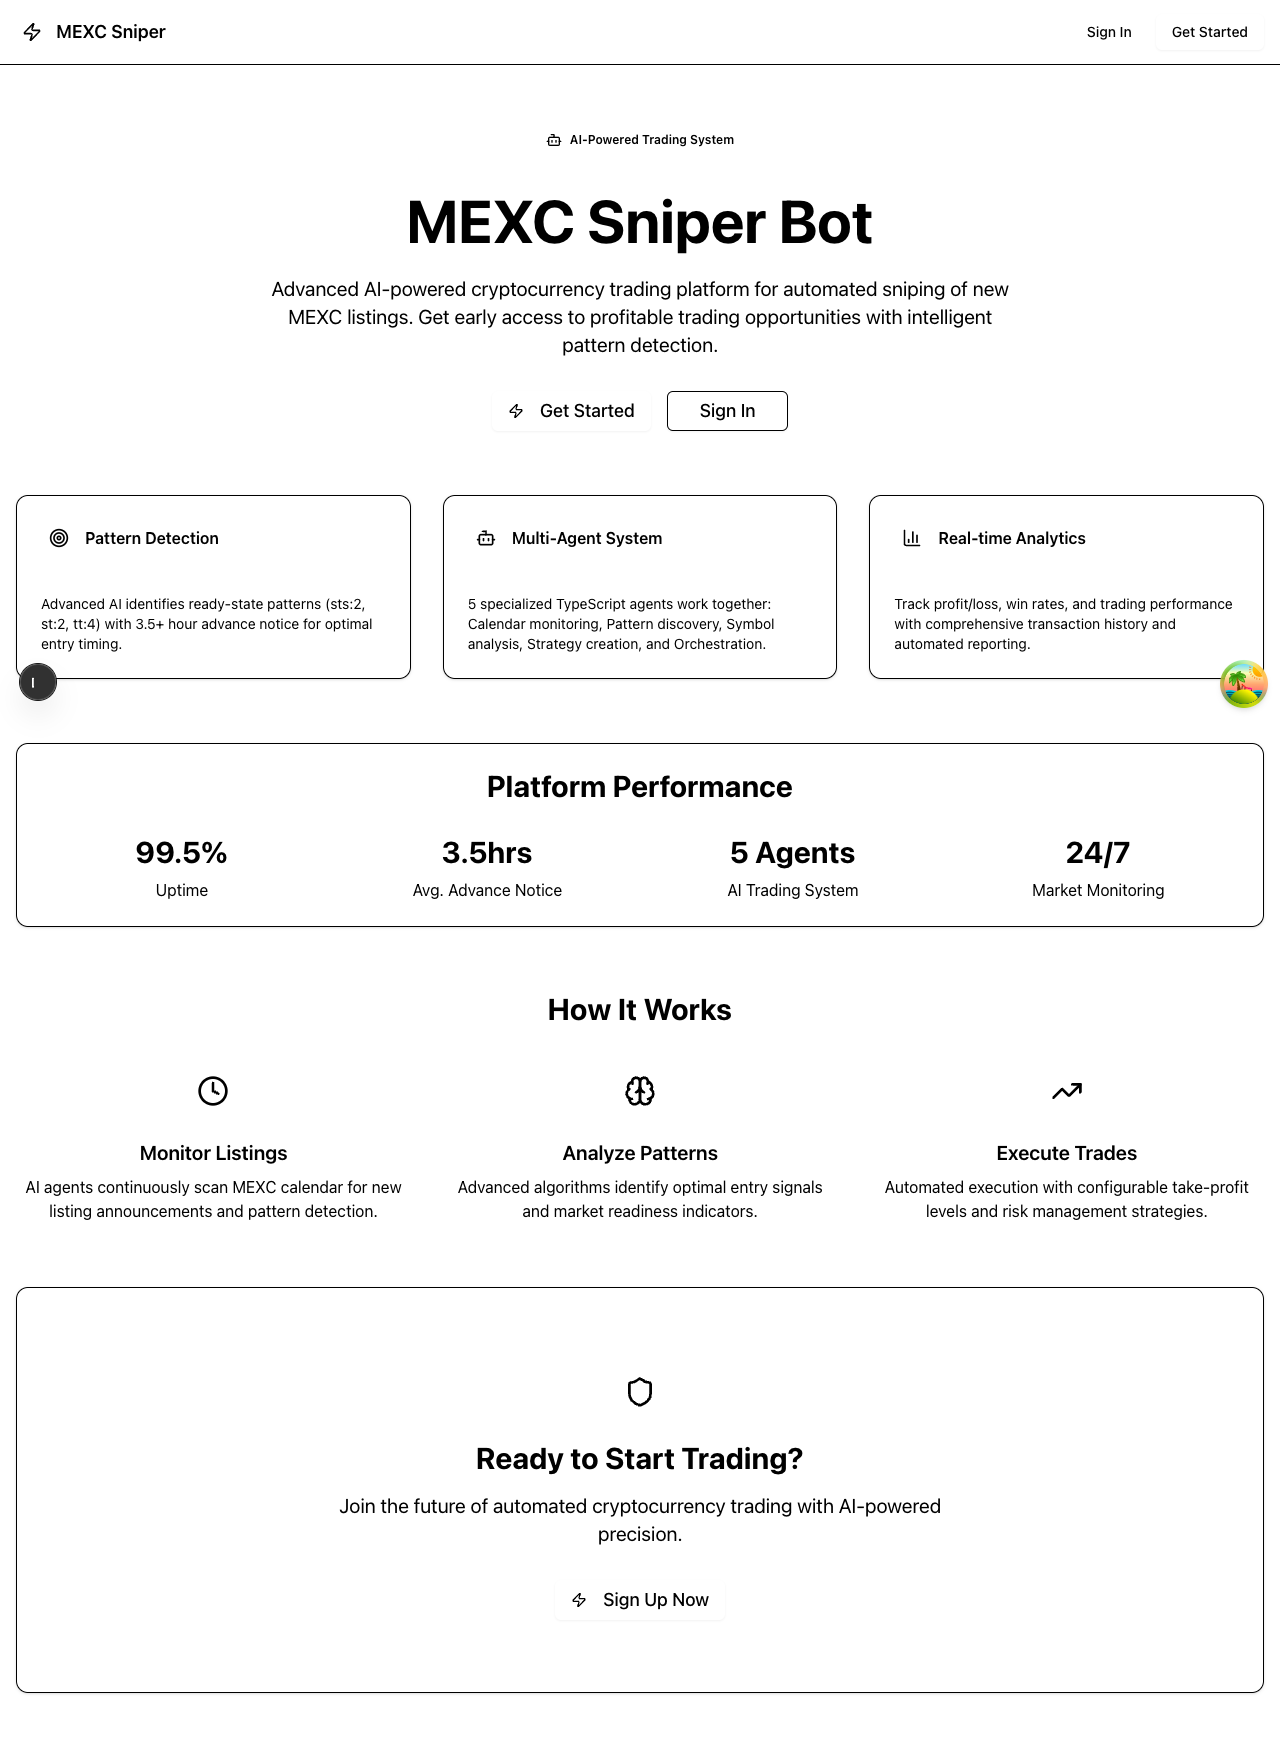 MEXC Sniper
Sign In
Get Started
AI-Powered Trading System
MEXC Sniper Bot
Advanced AI-powered cryptocurrency trading platform for automated sniping of new
MEXC listings. Get early access to profitable trading opportunities with intelligent
pattern detection.
Get Started
Sign In
Pattern Detection
Advanced AI identifies ready-state patterns (sts:2,
st:2, tt:4) with 3.5+ hour advance notice for optimal
entry timing.
Multi-Agent System
5 specialized TypeScript agents work together:
Calendar monitoring, Pattern discovery, Symbol
analysis, Strategy creation, and Orchestration.
Real-time Analytics
Track profit/loss, win rates, and trading performance
with comprehensive transaction history and
automated reporting.
Platform Performance
99.5%
Uptime
3.5hrs
Avg. Advance Notice
5 Agents
AI Trading System
24/7
Market Monitoring
How It Works
Monitor Listings
AI agents continuously scan MEXC calendar for new
listing announcements and pattern detection.
Analyze Patterns
Advanced algorithms identify optimal entry signals
and market readiness indicators.
Execute Trades
Automated execution with configurable take-profit
levels and risk management strategies.
Ready to Start Trading?
Join the future of automated cryptocurrency trading with AI-powered
precision.
Sign Up Now